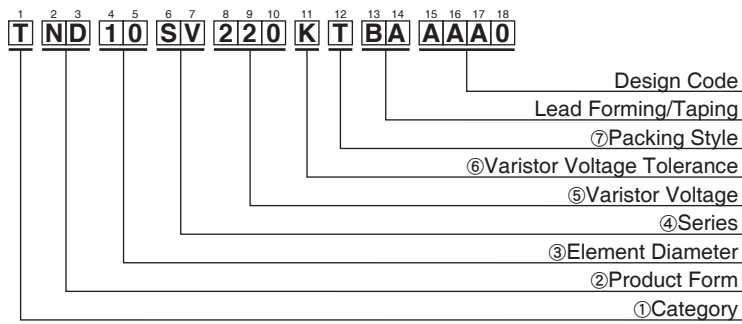 1 2 3 4 5 6 7 8 9 10 11 12 13 14 15 16 17 18
T ND 10 SV 220 K T BA AAA0
Design Code
Lead Forming/Taping
⑦Packing Style
⑥Varistor Voltage Tolerance
⑤Varistor Voltage
④Series
③Element Diameter
②Product Form
①Category